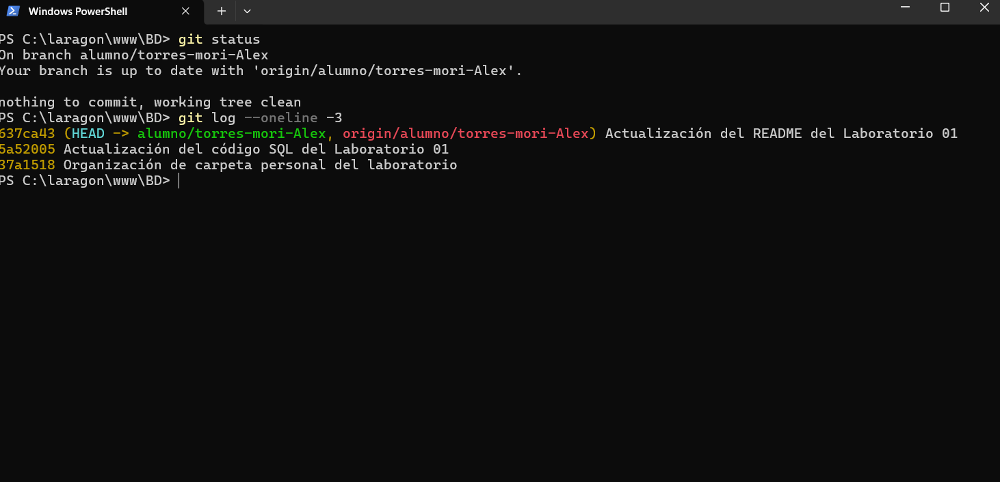 Windows PowerShell
PS C:\laragon\www\BD> git status
On branch alumno/torres-mori-Alex
Your branch is up to date with 'origin/alumno/torres-mori-Alex'.
nothing to commit, working tree clean
PS C:\laragon\www\BD> git log --oneline -3
637ca43 (HEAD -> alumno/torres-mori-Alex, origin/alumno/torres-mori-Alex) Actualización del README del Laboratorio 01
5a52005 Actualización del código SQL del Laboratorio 01
37a1518 Organización de carpeta personal del laboratorio
PS C:\laragon\www\BD>